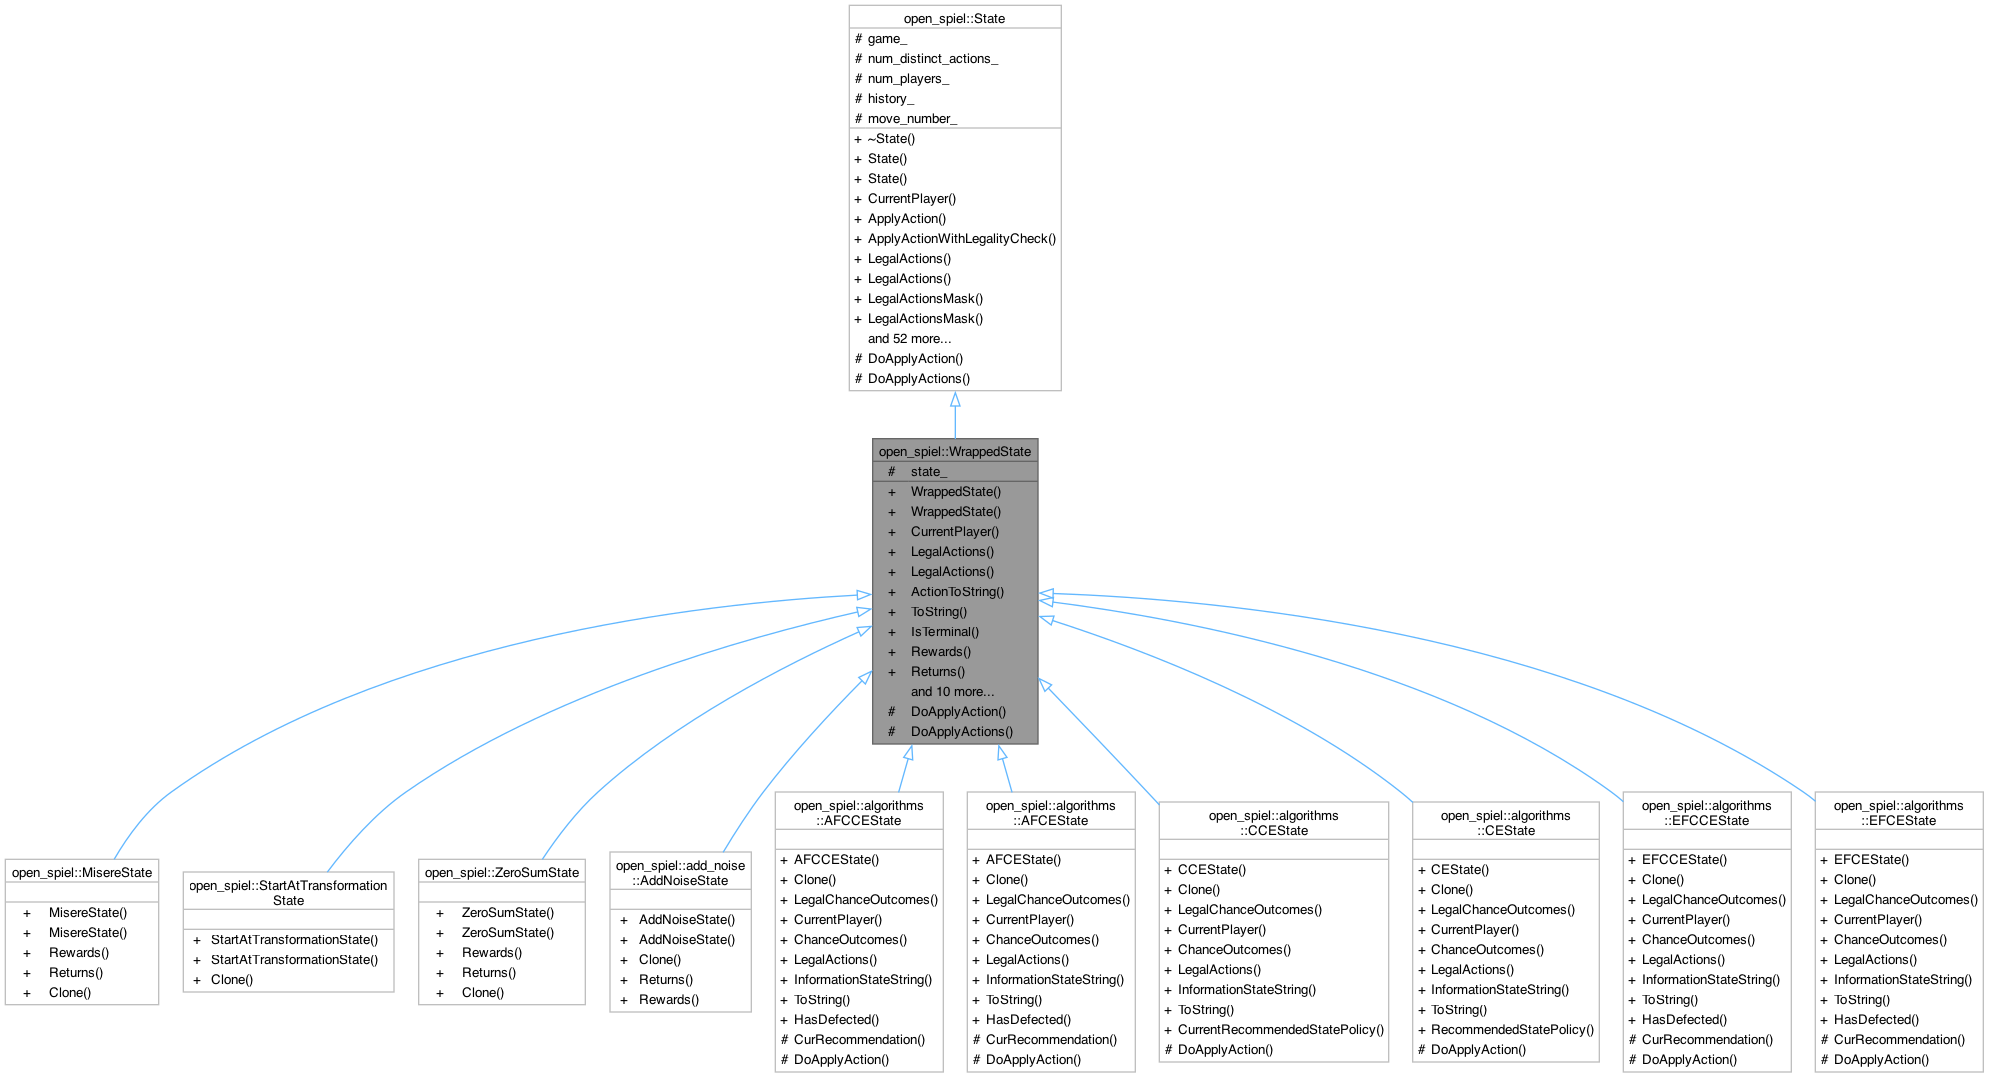 open_spiel::State
# game_
# num_distinct_actions_
# num_players_
# history_
# move_number_
+ ~State()
+ State()
+ State()
+ CurrentPlayer()
+ ApplyAction()
+ ApplyActionWithLegalityCheck()
+ LegalActions()
+ LegalActions()
+ LegalActionsMask()
+ LegalActionsMask()
and 52 more...
# DoApplyAction()
# DoApplyActions()
open_spiel::WrappedState
# state_
+ WrappedState()
+ WrappedState()
+ CurrentPlayer()
+ LegalActions()
+ LegalActions()
+ ActionToString()
+ ToString()
+ IsTerminal()
+ Rewards()
+ Returns()
and 10 more...
# DoApplyAction()
# DoApplyActions()
open_spiel::MisereState
+ MisereState()
+ MisereState()
+ Rewards()
+ Returns()
+ Clone()
open_spiel::StartAtTransformation
State
+ StartAtTransformationState()
+ StartAtTransformationState()
+ Clone()
open_spiel::ZeroSumState
+ ZeroSumState()
+ ZeroSumState()
+ Rewards()
+ Returns()
+ Clone()
open_spiel::add_noise
::AddNoiseState
+ AddNoiseState()
+ AddNoiseState()
+ Clone()
+ Returns()
+ Rewards()
open_spiel::algorithms
::AFCCEState
+ AFCCEState()
+ Clone()
+ LegalChanceOutcomes()
+ CurrentPlayer()
+ ChanceOutcomes()
+ LegalActions()
+ InformationStateString()
+ ToString()
+ HasDefected()
# CurRecommendation()
# DoApplyAction()
open_spiel::algorithms
::AFCEState
+ AFCEState()
+ Clone()
+ LegalChanceOutcomes()
+ CurrentPlayer()
+ ChanceOutcomes()
+ LegalActions()
+ InformationStateString()
+ ToString()
+ HasDefected()
# CurRecommendation()
# DoApplyAction()
open_spiel::algorithms
::CCEState
+ CCEState()
+ Clone()
+ LegalChanceOutcomes()
+ CurrentPlayer()
+ ChanceOutcomes()
+ LegalActions()
+ InformationStateString()
+ ToString()
+ CurrentRecommendedStatePolicy()
# DoApplyAction()
open_spiel::algorithms
::CEState
+ CEState()
+ Clone()
+ LegalChanceOutcomes()
+ CurrentPlayer()
+ ChanceOutcomes()
+ LegalActions()
+ InformationStateString()
+ ToString()
+ RecommendedStatePolicy()
# DoApplyAction()
open_spiel::algorithms
::EFCCEState
+ EFCCEState()
+ Clone()
+ LegalChanceOutcomes()
+ CurrentPlayer()
+ ChanceOutcomes()
+ LegalActions()
+ InformationStateString()
+ ToString()
+ HasDefected()
# CurRecommendation()
# DoApplyAction()
open_spiel::algorithms
::EFCEState
+ EFCEState()
+ Clone()
+ LegalChanceOutcomes()
+ CurrentPlayer()
+ ChanceOutcomes()
+ LegalActions()
+ InformationStateString()
+ ToString()
+ HasDefected()
# CurRecommendation()
# DoApplyAction()